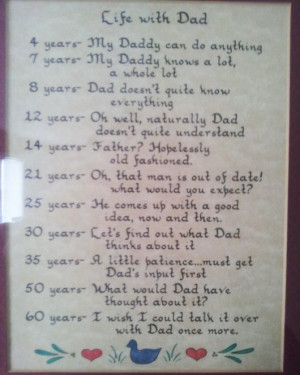 Life with Dad
4 years- My Daddy can do anything
7 years- My Daddy knows a lot,
a whole lot
8 years- Dad doesn't quite know
everything
12 years- Oh well, naturally Dad
doesn't quite understand
14 years- Father? Hopelessly
old fashioned.
21 years- Oh, that man is out of date!
what would you expect?
25 years- He comes up with a good
idea, now and then.
30 years- Let's find out what Dad
thinks about it
35 years- A little patience...must get
Dad's input first
50 years- What would Dad have
thought about it?
60 years- I wish I could talk it over
with Dad once more.